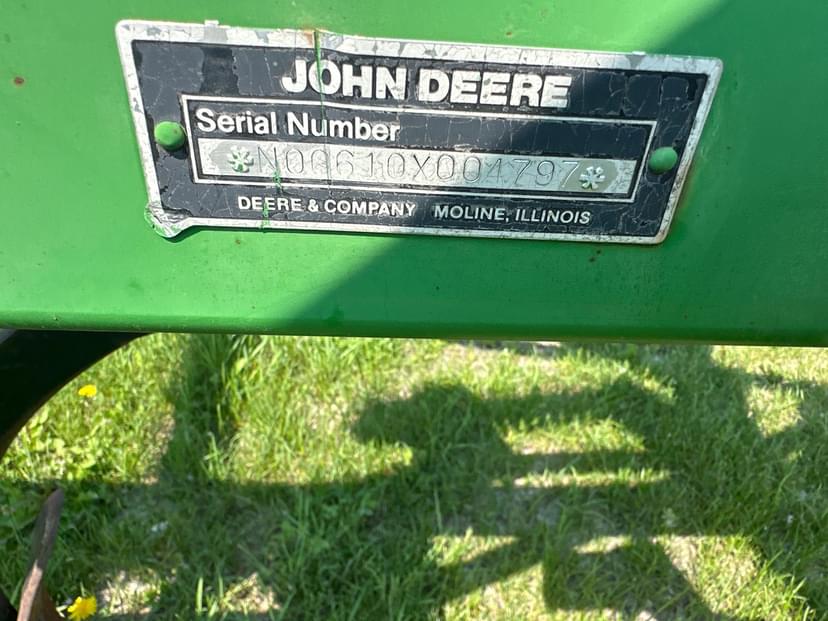 JOHN DEERE
Serial Number
*N00610X004797*
DEERE & COMPANY MOLINE, ILLINOIS